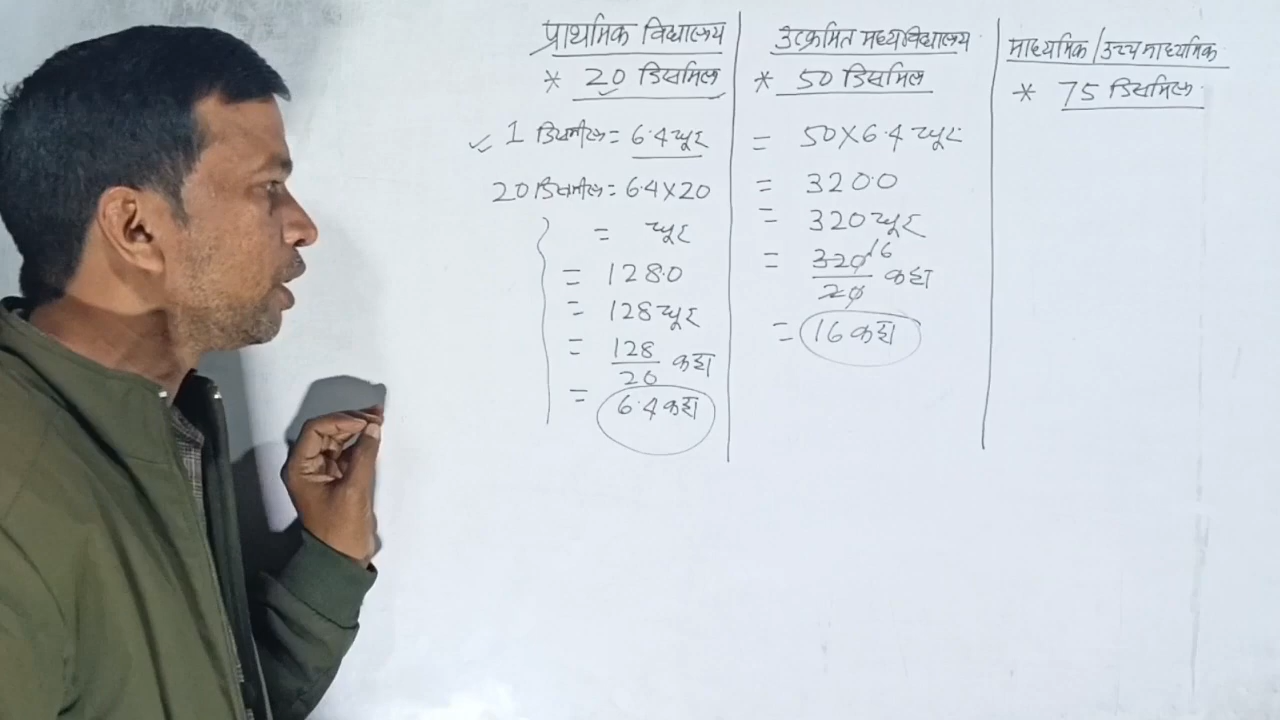 प्राथमिक विद्यालय
* 20 डिसमिल
1 डिसमील = 6.4 धूर
20 डिसमील = 6.4 X 20
= धूर
= 128.0
= 128 धूर
= 128/20 कट्ठा
= 6.4 कट्ठा
उत्क्रमित मध्य विद्यालय
* 50 डिसमिल
= 50 X 6.4 धूर
= 320.0
= 320 धूर
= 320/20 16 कट्ठा
= 16 कट्ठा
माध्यमिक / उच्च माध्यमिक
* 75 डिसमिल